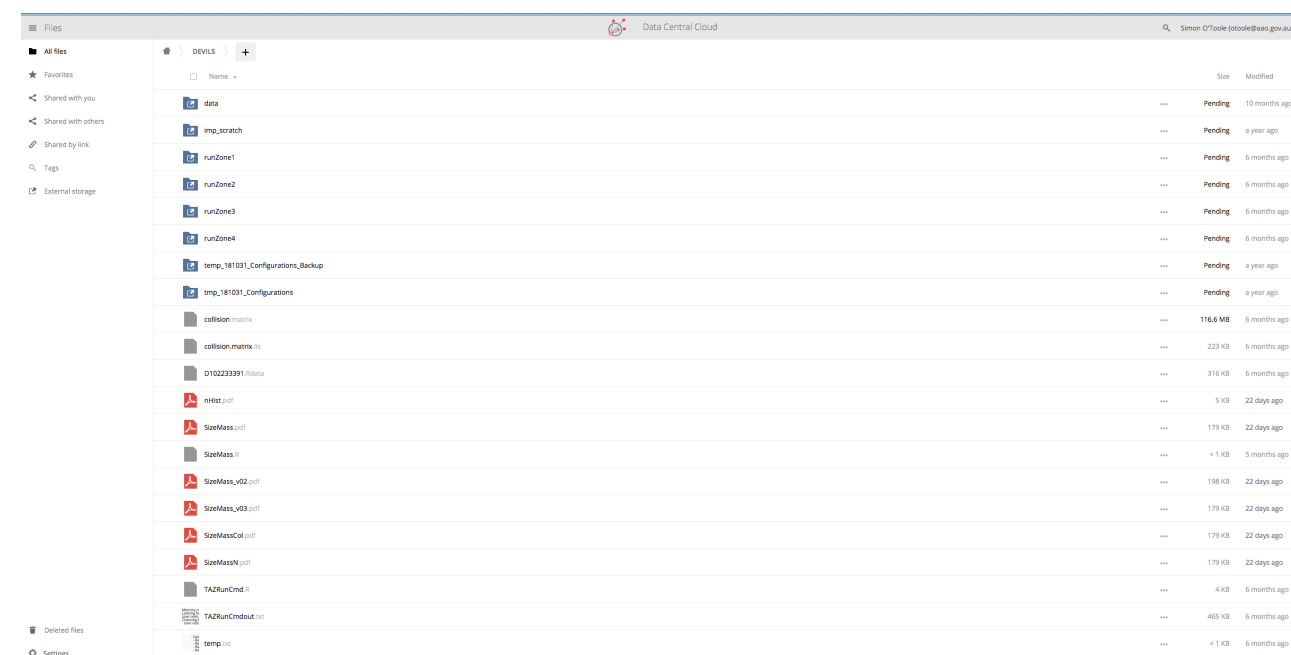 Files
Data Central Cloud
Simon O'Toole (otoole@aao.gov.au
All files
Favorites
Shared with you
Shared with others
Shared by link
Tags
External storage
Deleted files
Settings
DEVILS +
Name Size Modified
data ... Pending 10 months ago
imp_scratch ... Pending a year ago
runZone1 ... Pending 6 months ago
runZone2 ... Pending 6 months ago
runZone3 ... Pending 6 months ago
runZone4 ... Pending 6 months ago
temp_181031_Configurations_Backup ... Pending a year ago
tmp_181031_Configurations ... Pending a year ago
collision.matrix ... 116.6 MB 6 months ago
collision.matrix.lis ... 223 KB 6 months ago
D102233391.Rdata ... 316 KB 6 months ago
nHist.pdf ... 5 KB 22 days ago
SizeMass.pdf ... 179 KB 22 days ago
SizeMass.R ... < 1 KB 5 months ago
SizeMass_v02.pdf ... 198 KB 22 days ago
SizeMass_v03.pdf ... 179 KB 22 days ago
SizeMassCol.pdf ... 179 KB 22 days ago
SizeMassN.pdf ... 179 KB 22 days ago
TAZRunCmd.R ... 4 KB 6 months ago
TAZRunCmdout.txt ... 465 KB 6 months ago
temp.txt ... < 1 KB 6 months ago